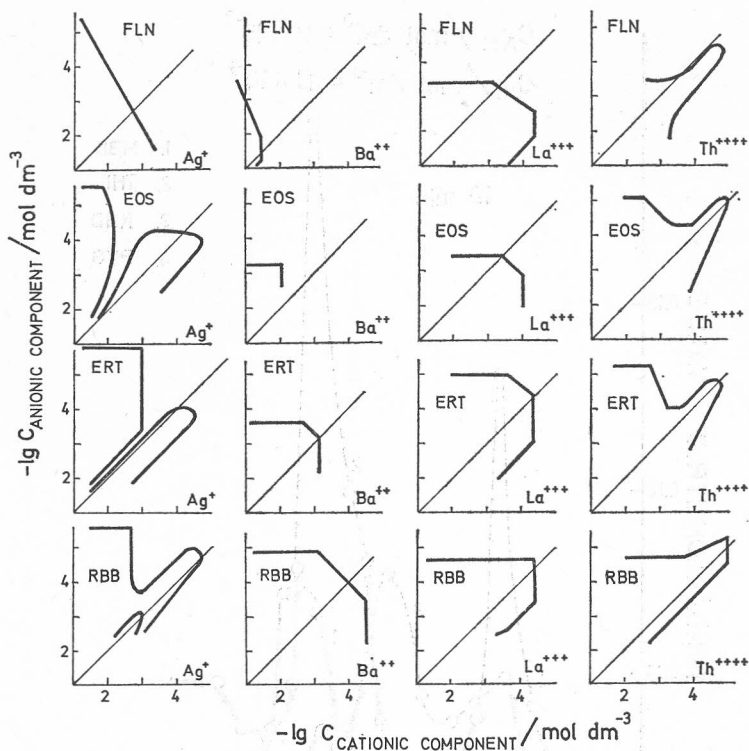 FLN FLN FLN FLN
4
2
Ag⁺ Ba⁺⁺ La⁺⁺⁺ Th⁺⁺⁺⁺
EOS EOS EOS EOS
4
2
Ag⁺ Ba⁺⁺ La⁺⁺⁺ Th⁺⁺⁺⁺
ERT ERT ERT ERT
4
2
Ag⁺ Ba⁺⁺ La⁺⁺⁺ Th⁺⁺⁺⁺
RBB RBB RBB RBB
4
2
Ag⁺ Ba⁺⁺ La⁺⁺⁺ Th⁺⁺⁺⁺
2 4 2 4 2 4 2 4
-lg C ANIONIC COMPONENT / mol dm⁻³
-lg C CATIONIC COMPONENT / mol dm⁻³